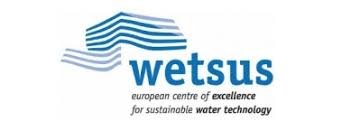 wetsus
european centre of excellence
for sustainable water technology